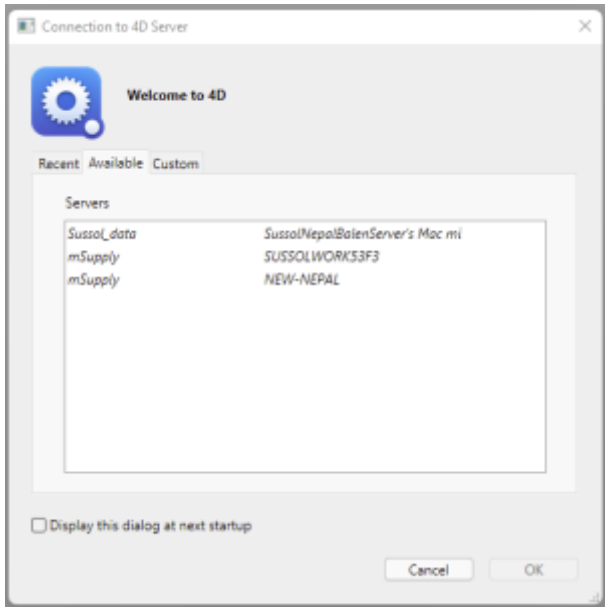 Connection to 4D Server
Welcome to 4D
Recent Available Custom
Servers
Sussol_data SussolNepalBalenServer's Mac mi
mSupply SUSSOLWORK53F3
mSupply NEW-NEPAL
Display this dialog at next startup
Cancel OK